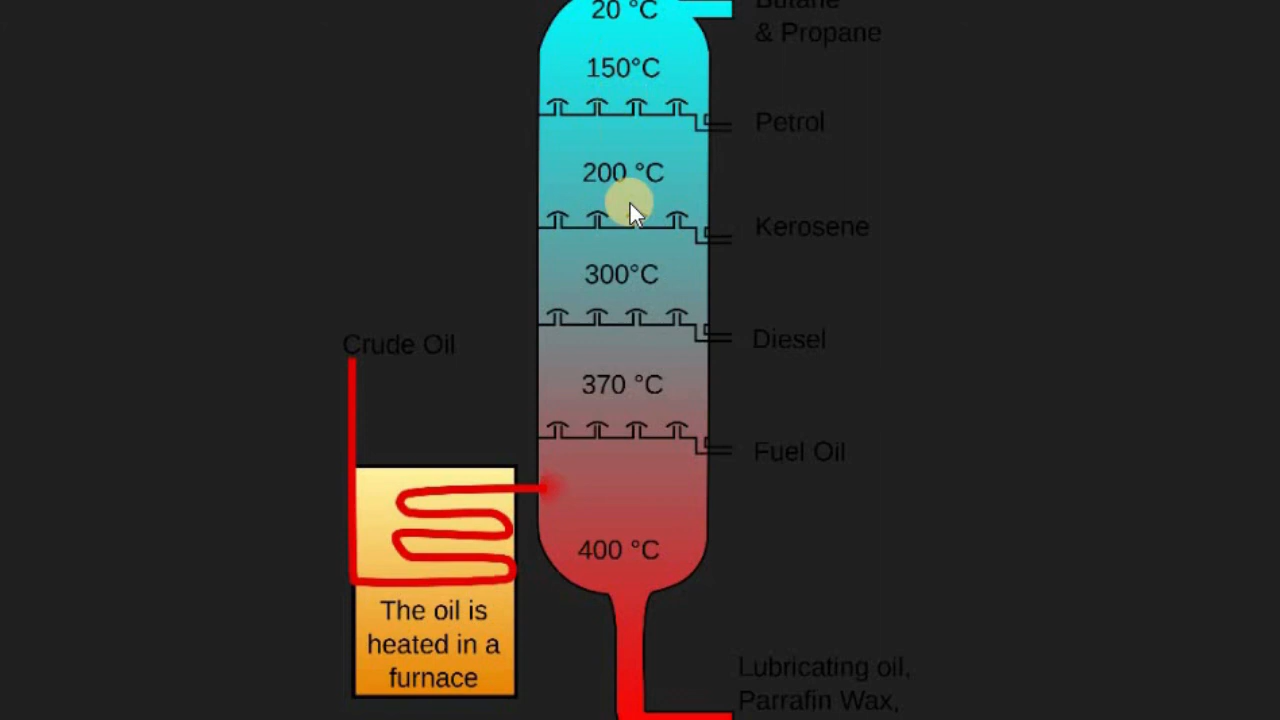 20 °C
Butane
& Propane
150°C
Petrol
200 °C
Kerosene
300°C
Diesel
Crude Oil
370 °C
Fuel Oil
400 °C
The oil is
heated in a
furnace
Lubricating oil,
Parrafin Wax,